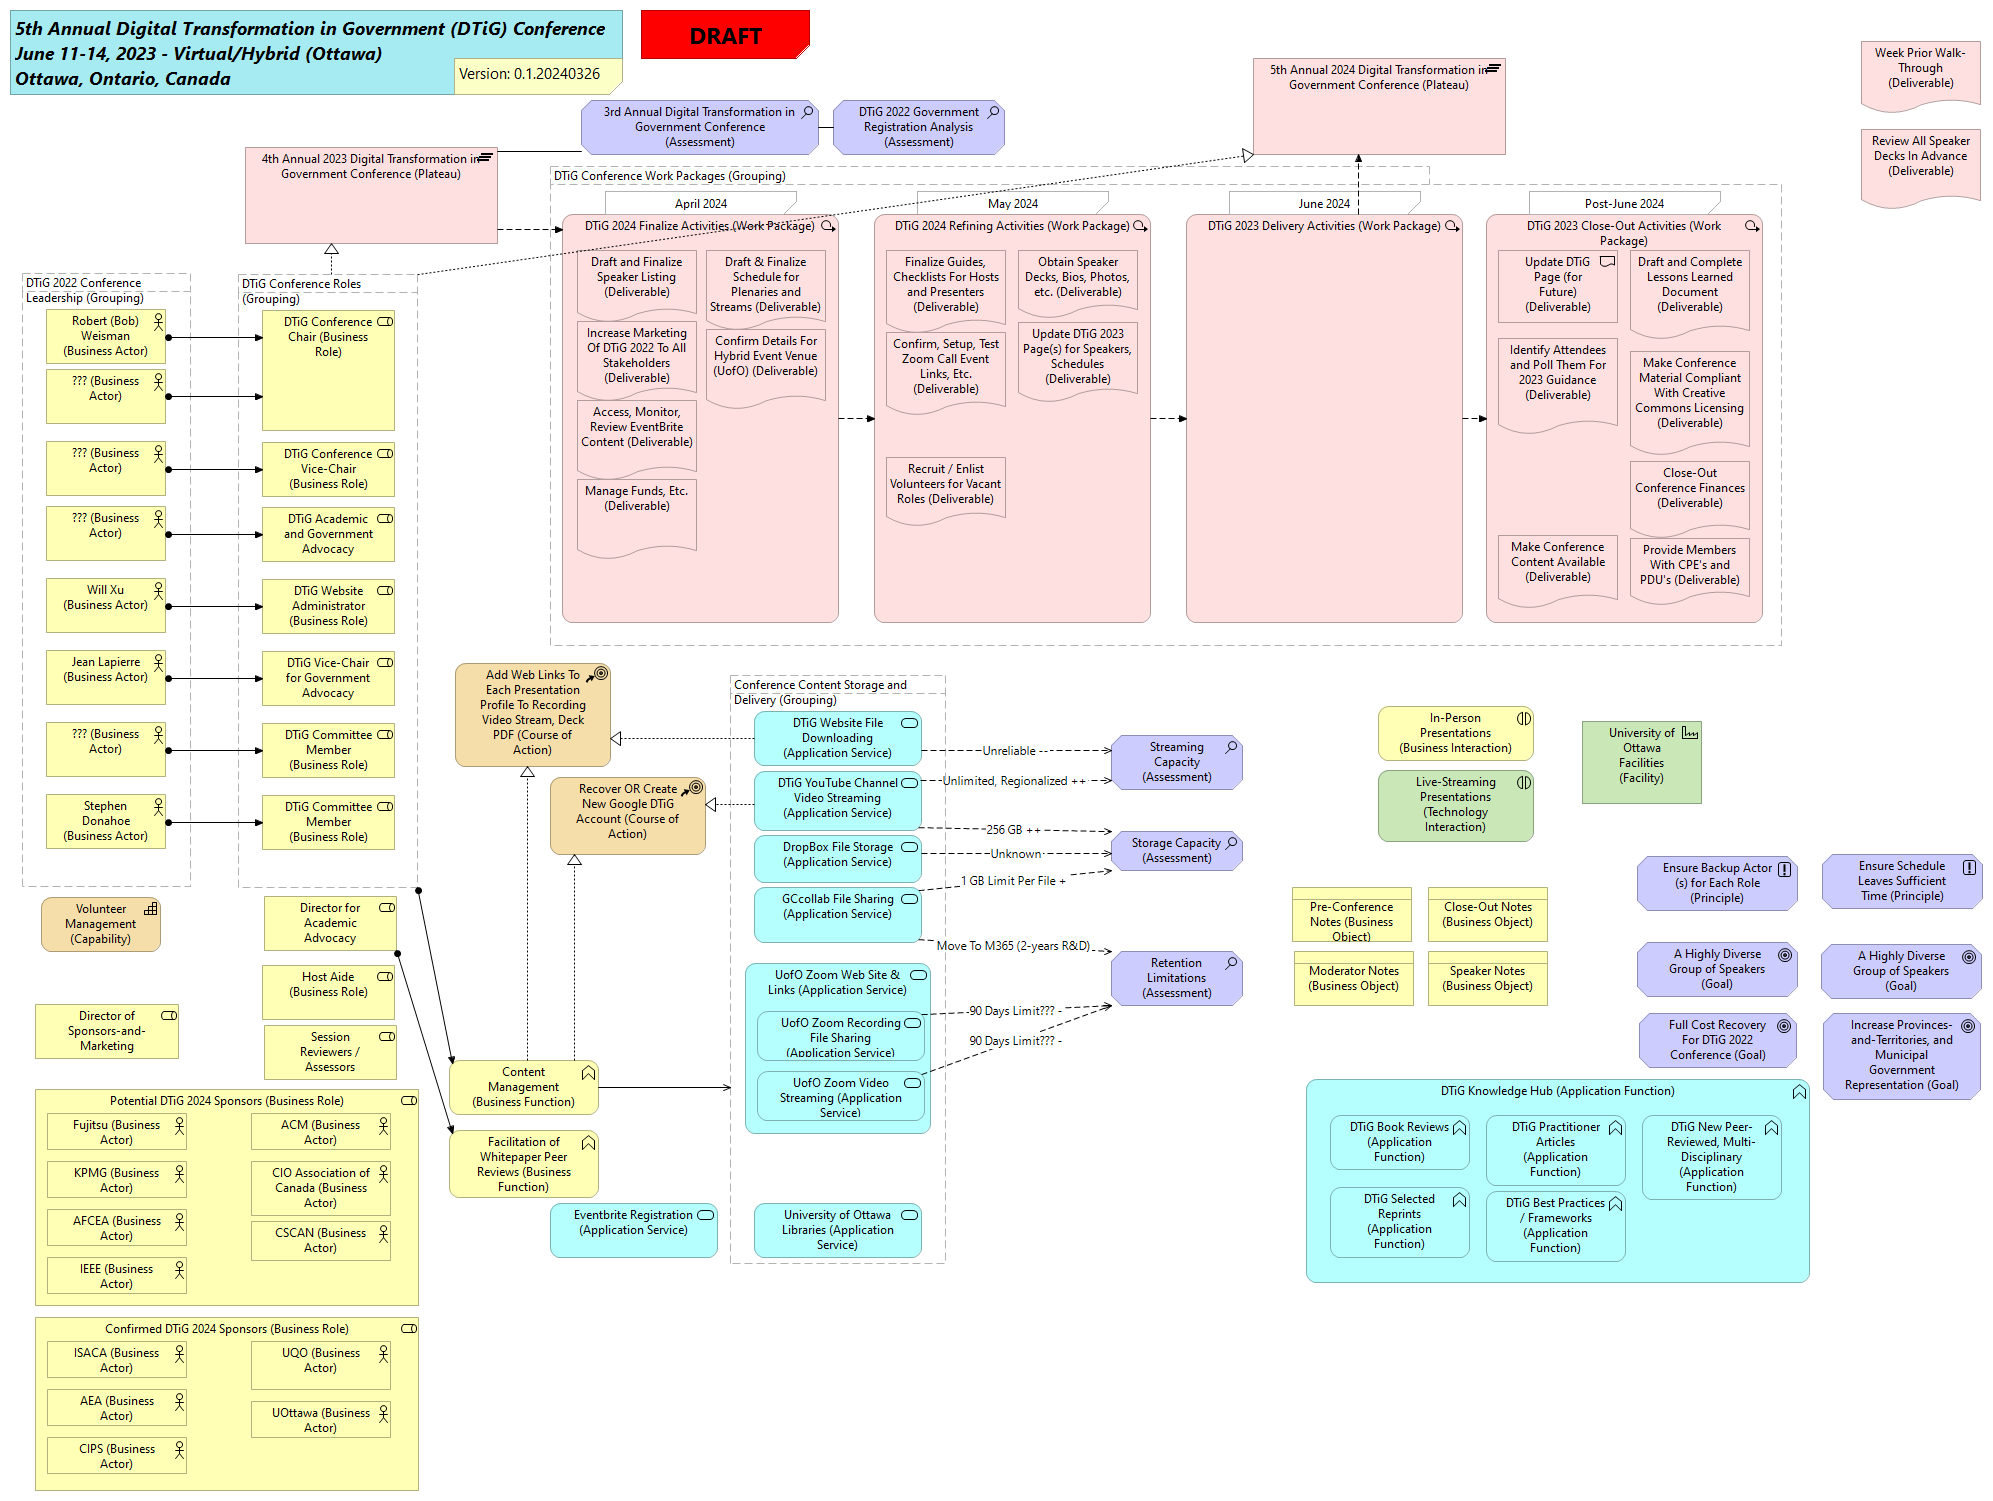 5th Annual Digital Transformation in Government (DTiG) Conference
June 11-14, 2023 - Virtual/Hybrid (Ottawa)
Ottawa, Ontario, Canada
Version: 0.1.20240326
DRAFT
3rd Annual Digital Transformation in
Government Conference
(Assessment)
DTiG 2022 Government
Registration Analysis
(Assessment)
5th Annual 2024 Digital Transformation in
Government Conference (Plateau)
Week Prior Walk-
Through
(Deliverable)
Review All Speaker
Decks In Advance
(Deliverable)
4th Annual 2023 Digital Transformation in
Government Conference (Plateau)
DTiG Conference Work Packages (Grouping)
April 2024
DTiG 2024 Finalize Activities (Work Package)
Draft and Finalize
Speaker Listing
(Deliverable)
Draft & Finalize
Schedule for
Plenaries and
Streams (Deliverable)
Increase Marketing
Of DTiG 2022 To All
Stakeholders
(Deliverable)
Confirm Details For
Hybrid Event Venue
(UofO) (Deliverable)
Access, Monitor,
Review EventBrite
Content (Deliverable)
Manage Funds, Etc.
(Deliverable)
May 2024
DTiG 2024 Refining Activities (Work Package)
Finalize Guides,
Checklists For Hosts
and Presenters
(Deliverable)
Obtain Speaker
Decks, Bios, Photos,
etc. (Deliverable)
Confirm, Setup, Test
Zoom Call Event
Links, Etc.
(Deliverable)
Update DTiG 2023
Page(s) for Speakers,
Schedules
(Deliverable)
Recruit / Enlist
Volunteers for Vacant
Roles (Deliverable)
June 2024
DTiG 2023 Delivery Activities (Work Package)
Post-June 2024
DTiG 2023 Close-Out Activities (Work
Package)
Update DTiG
Page (for
Future)
(Deliverable)
Draft and Complete
Lessons Learned
Document
(Deliverable)
Identify Attendees
and Poll Them For
2023 Guidance
(Deliverable)
Make Conference
Material Compliant
With Creative
Commons Licensing
(Deliverable)
Close-Out
Conference Finances
(Deliverable)
Make Conference
Content Available
(Deliverable)
Provide Members
With CPE's and
PDU's (Deliverable)
DTiG 2022 Conference
Leadership (Grouping)
Robert (Bob)
Weisman
(Business Actor)
??? (Business
Actor)
??? (Business
Actor)
??? (Business
Actor)
Will Xu
(Business Actor)
Jean Lapierre
(Business Actor)
??? (Business
Actor)
Stephen
Donahoe
(Business Actor)
DTiG Conference Roles
(Grouping)
DTiG Conference
Chair (Business
Role)
DTiG Conference
Vice-Chair
(Business Role)
DTiG Academic
and Government
Advocacy
DTiG Website
Administrator
(Business Role)
DTiG Vice-Chair
for Government
Advocacy
DTiG Committee
Member
(Business Role)
DTiG Committee
Member
(Business Role)
Volunteer
Management
(Capability)
Director for
Academic
Advocacy
Host Aide
(Business Role)
Director of
Sponsors-and-
Marketing
Session
Reviewers /
Assessors
Add Web Links To
Each Presentation
Profile To Recording
Video Stream, Deck
PDF (Course of
Action)
Recover OR Create
New Google DTiG
Account (Course of
Action)
Content
Management
(Business Function)
Facilitation of
Whitepaper Peer
Reviews (Business
Function)
Eventbrite Registration
(Application Service)
Conference Content Storage and
Delivery (Grouping)
DTiG Website File
Downloading
(Application Service)
DTiG YouTube Channel
Video Streaming
(Application Service)
DropBox File Storage
(Application Service)
GCcollab File Sharing
(Application Service)
UofO Zoom Web Site &
Links (Application Service)
UofO Zoom Recording
File Sharing
(Application Service)
UofO Zoom Video
Streaming (Application
Service)
University of Ottawa
Libraries (Application
Service)
Unreliable
Unlimited, Regionalized ++
256 GB ++
Unknown
1 GB Limit Per File +
Move To M365 (2-years R&D)
90 Days Limit??? -
90 Days Limit??? -
Streaming
Capacity
(Assessment)
Storage Capacity
(Assessment)
Retention
Limitations
(Assessment)
In-Person
Presentations
(Business Interaction)
Live-Streaming
Presentations
(Technology
Interaction)
University of
Ottawa
Facilities
(Facility)
Pre-Conference
Notes (Business
Object)
Close-Out Notes
(Business Object)
Moderator Notes
(Business Object)
Speaker Notes
(Business Object)
Ensure Backup Actor
(s) for Each Role
(Principle)
Ensure Schedule
Leaves Sufficient
Time (Principle)
A Highly Diverse
Group of Speakers
(Goal)
A Highly Diverse
Group of Speakers
(Goal)
Full Cost Recovery
For DTiG 2022
Conference (Goal)
Increase Provinces-
and-Territories, and
Municipal
Government
Representation (Goal)
DTiG Knowledge Hub (Application Function)
DTiG Book Reviews
(Application
Function)
DTiG Practitioner
Articles
(Application
Function)
DTiG New Peer-
Reviewed, Multi-
Disciplinary
(Application
Function)
DTiG Selected
Reprints
(Application
Function)
DTiG Best Practices
/ Frameworks
(Application
Function)
Potential DTiG 2024 Sponsors (Business Role)
Fujitsu (Business
Actor)
ACM (Business
Actor)
KPMG (Business
Actor)
CIO Association of
Canada (Business
Actor)
AFCEA (Business
Actor)
CSCAN (Business
Actor)
IEEE (Business
Actor)
Confirmed DTiG 2024 Sponsors (Business Role)
ISACA (Business
Actor)
UQO (Business
Actor)
AEA (Business
Actor)
UOttawa (Business
Actor)
CIPS (Business
Actor)